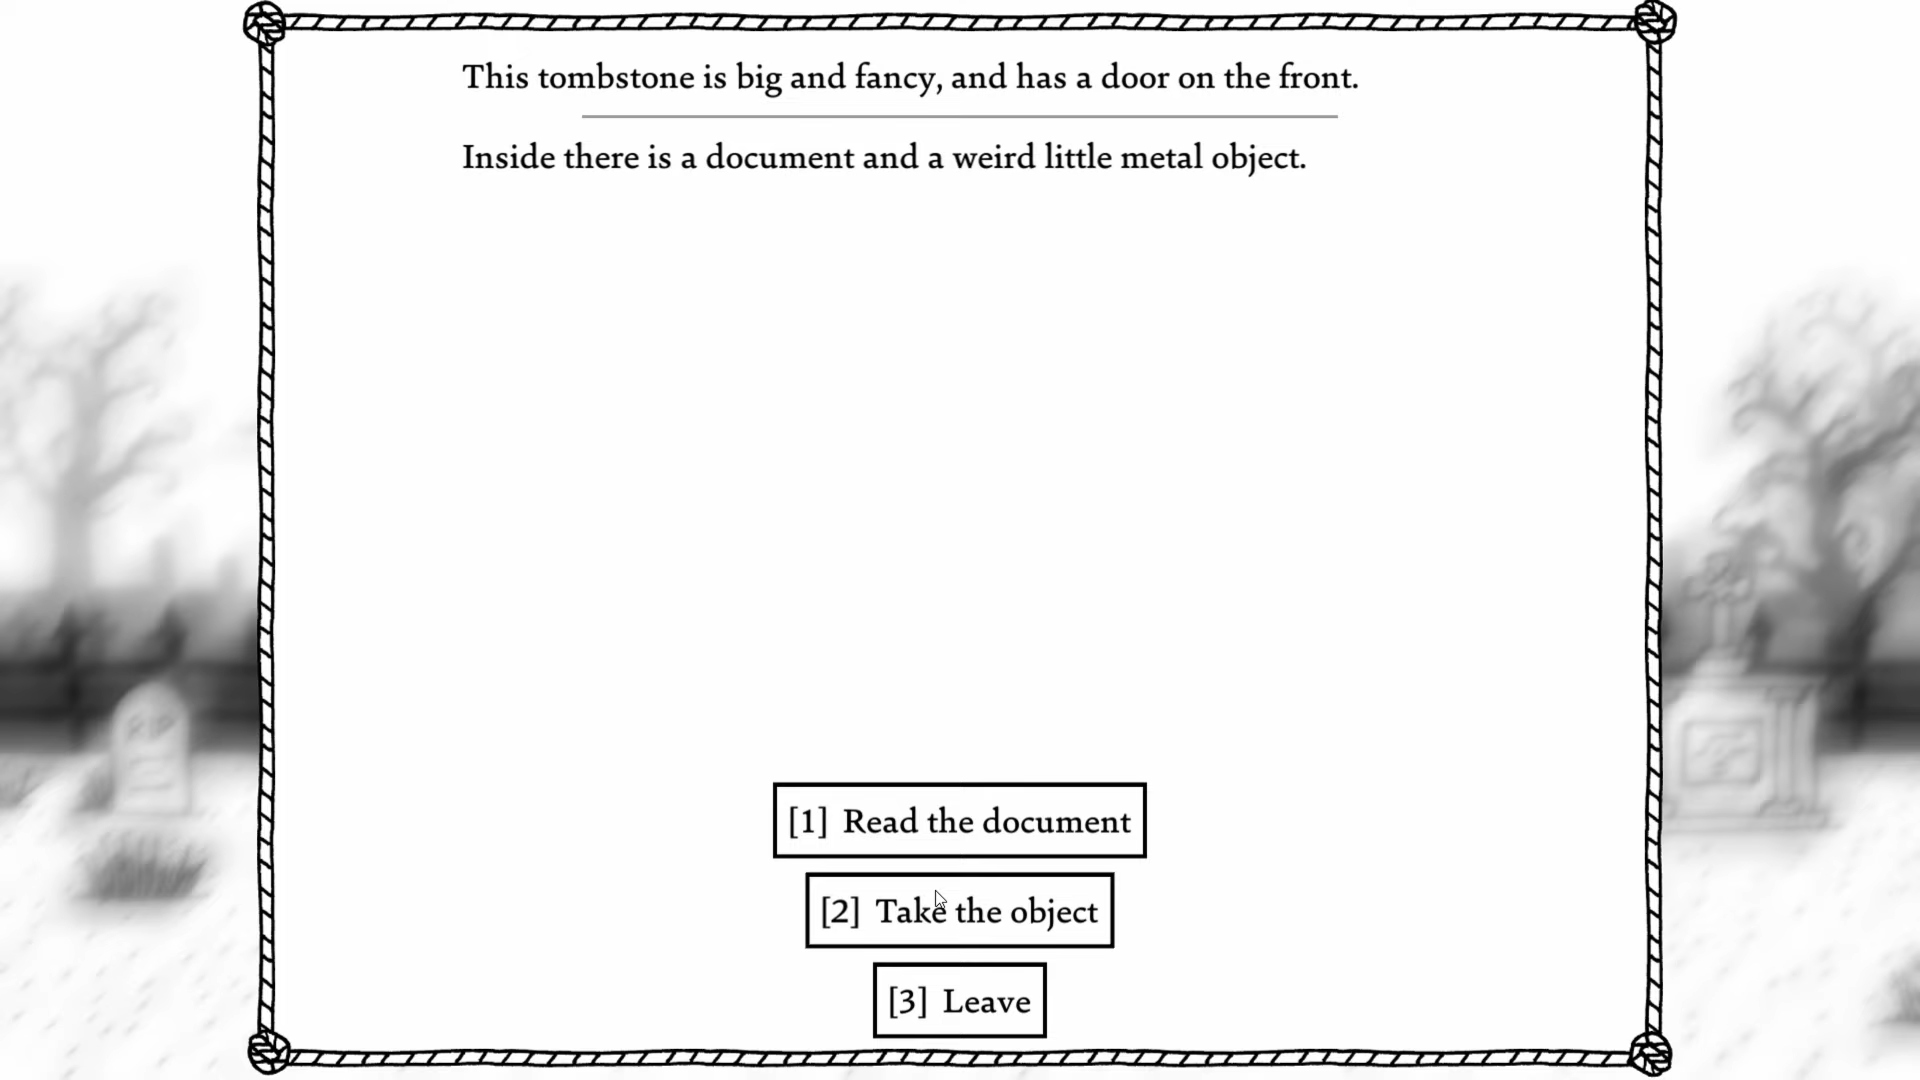 This tombstone is big and fancy, and has a door on the front.
Inside there is a document and a weird little metal object.
[1] Read the document
[2] Take the object
[3] Leave
RIP